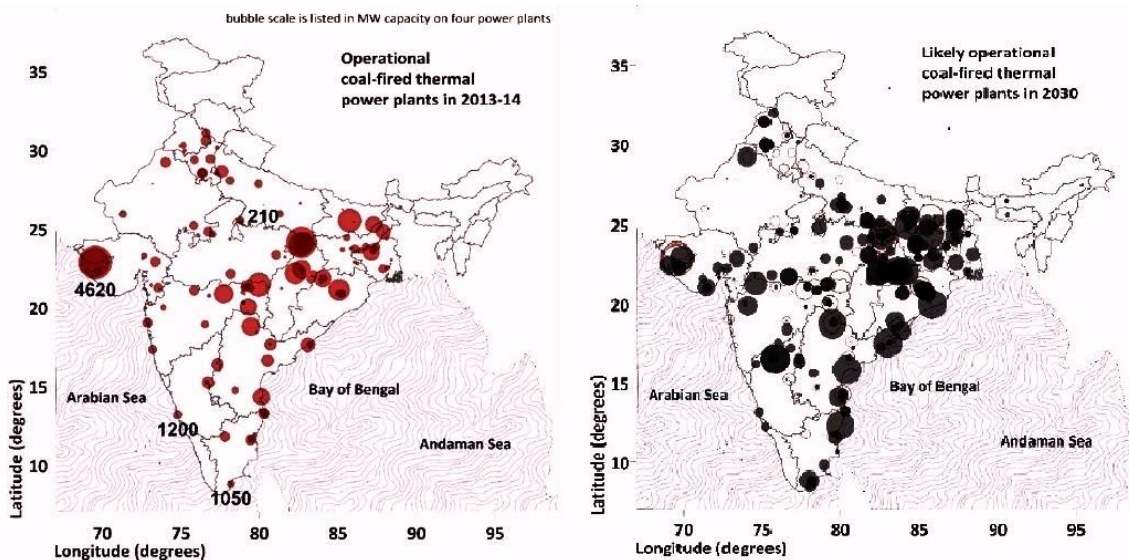 bubble scale is listed in MW capacity on four power plants
Operational
coal-fired thermal
power plants in 2013-14
35
30
25
20
15
10
Latitude (degrees)
210
4620
1200
1050
Arabian Sea
Bay of Bengal
Andaman Sea
70 75 80 85 90 95
Longitude (degrees)
Likely operational
coal-fired thermal
power plants in 2030
35
30
25
20
15
10
Latitude (degrees)
Arabian Sea
Bay of Bengal
Andaman Sea
70 75 80 85 90 95
Longitude (degrees)